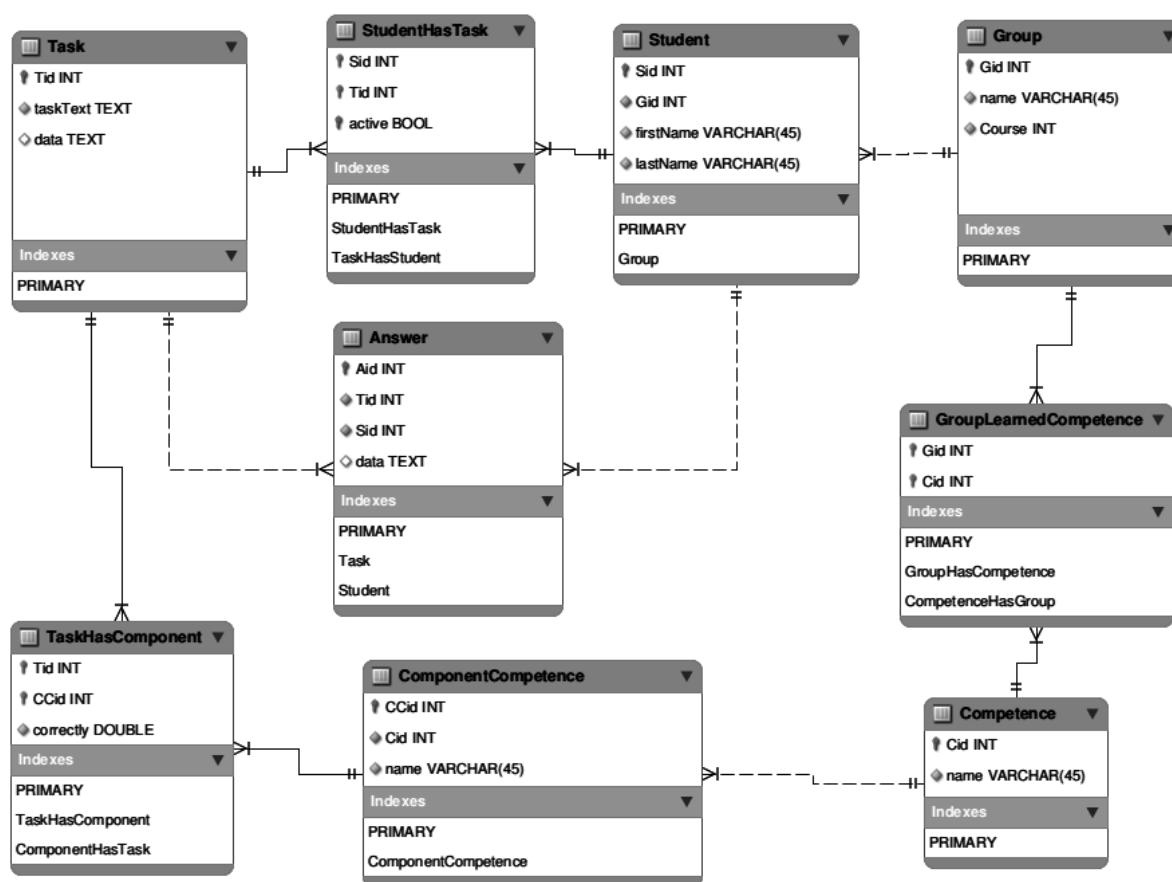 Task
Tid INT
taskText TEXT
data TEXT
Indexes
PRIMARY
StudentHasTask
Sid INT
Tid INT
active BOOL
Indexes
PRIMARY
StudentHasTask
TaskHasStudent
Student
Sid INT
Gid INT
firstName VARCHAR(45)
lastName VARCHAR(45)
Indexes
PRIMARY
Group
Group
Gid INT
name VARCHAR(45)
Course INT
Indexes
PRIMARY
Answer
Aid INT
Tid INT
Sid INT
data TEXT
Indexes
PRIMARY
Task
Student
GroupLearnedCompetence
Gid INT
Cid INT
Indexes
PRIMARY
GroupHasCompetence
CompetenceHasGroup
TaskHasComponent
Tid INT
CCid INT
correctly DOUBLE
Indexes
PRIMARY
TaskHasComponent
ComponentHasTask
ComponentCompetence
CCid INT
Cid INT
name VARCHAR(45)
Indexes
PRIMARY
ComponentCompetence
Competence
Cid INT
name VARCHAR(45)
Indexes
PRIMARY